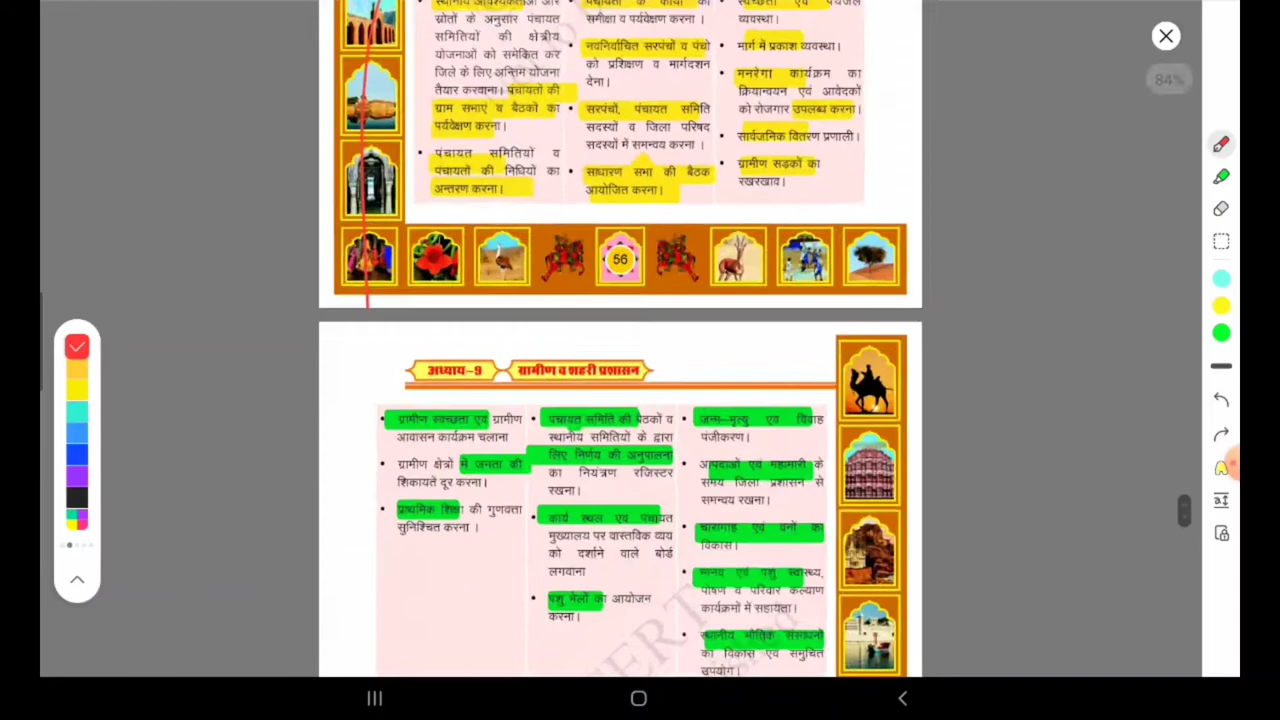 स्थानीय आवश्यकताओं और
स्रोतों के अनुसार पंचायत
समितियों की क्षेत्रीय
योजनाओं को समेकित कर
जिले के लिए अन्तिम योजना
तैयार करवाना। पंचायतों की
ग्राम सभाएं व बैठकों का
पर्यवेक्षण करना।
• पंचायत समितियों व
पंचायतों की निधियों का
अन्तरण करना।
पंचायतों के कार्यों की
समीक्षा व पर्यवेक्षण करना ।
• नवनिर्वाचित सरपंचों व पंचो
को प्रशिक्षण व मार्गदशन
देना।
• सरपंचों, पंचायत समिति
सदस्यों व जिला परिषद
सदस्यों में समन्वय करना ।
• साधारण सभा की बैठक
आयोजित करना।
स्वच्छता एवं पेयजल
व्यवस्था।
• मार्ग में प्रकाश व्यवस्था।
• मनरेगा कार्यक्रम का
क्रियान्वयन एवं आवेदकों
को रोजगार उपलब्ध करना।
• सार्वजनिक वितरण प्रणाली।
• ग्रामीण सड़कों का
रखरखाव।
56
84%
अध्याय-9 ग्रामीण व शहरी प्रशासन
• ग्रामीण स्वच्छता एवं ग्रामीण
आवासन कार्यक्रम चलाना
• ग्रामीण क्षेत्रों में जनता की
शिकायते दूर करना।
• प्राथमिक शिक्षा की गुणवत्ता
सुनिश्चित करना ।
• पंचायत समिति की बैठकों व
स्थानीय समितियों के द्वारा
लिए निर्णय की अनुपालना
का नियंत्रण रजिस्टर
रखना।
• कार्य स्थल एवं पंचायत
मुख्यालय पर वास्तविक व्यय
को दर्शाने वाले बोर्ड
लगवाना
• पशु मेलों का आयोजन
करना।
• जन्म-मृत्यु एवं विवाह
पंजीकरण।
• आपदाओं एवं महामारी के
समय जिला प्रशासन से
समन्वय रखना।
• चारागाह एवं वनों का
विकास।
• मानव एवं पशु स्वास्थ्य,
पोषण व परिवार कल्याण
कार्यक्रमों में सहायता।
• स्थानीय भौतिक संसाधनों
का विकास एवं समुचित
उपयोग।